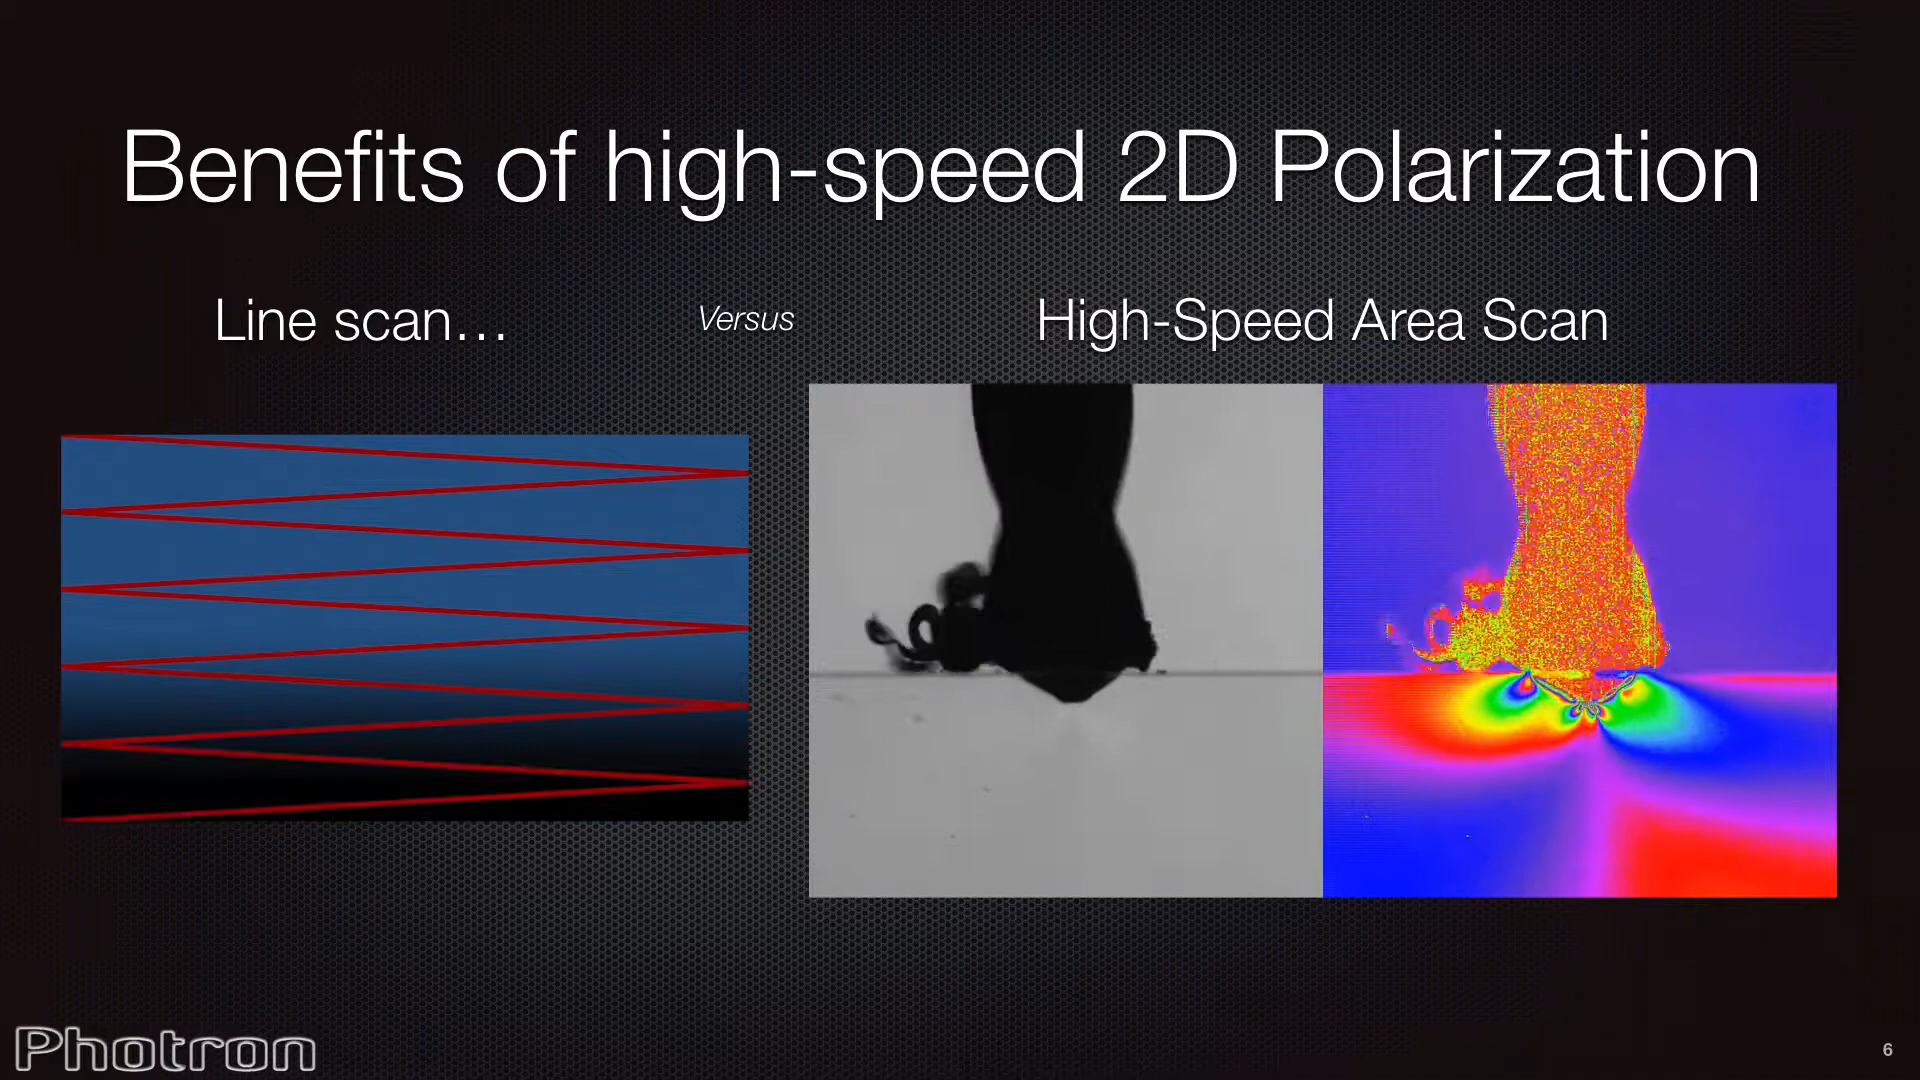 Benefits of high-speed 2D Polarization
Line scan…
Versus
High-Speed Area Scan
Photron
6